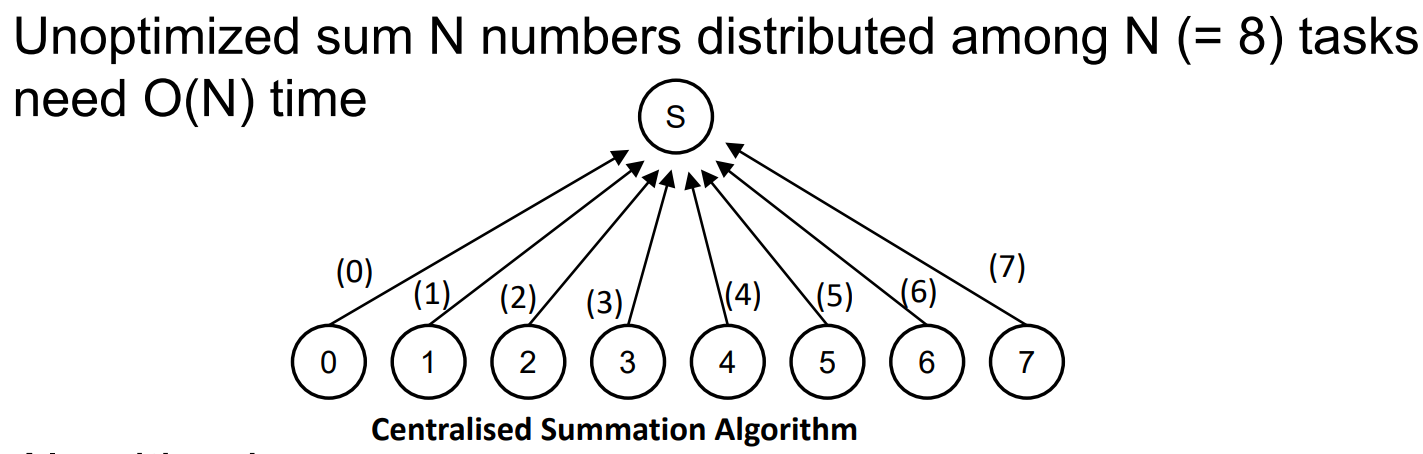 Unoptimized sum N numbers distributed among N (= 8) tasks
need O(N) time
S
(0) (1) (2) (3) (4) (5) (6) (7)
0 1 2 3 4 5 6 7
Centralised Summation Algorithm